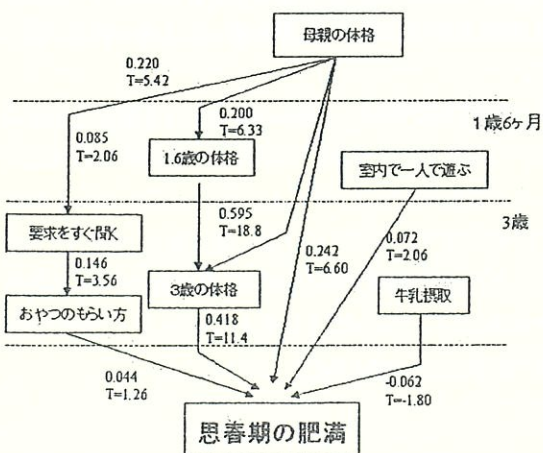 母親の体格
0.220
T=5.42
0.200
T=6.33
1歳6ヶ月
0.085
T=2.06
1.6歳の体格
室内で一人で遊ぶ
3歳
要求をすぐ聞く
0.595
T=18.8
0.242
T=6.60
0.072
T=2.06
0.146
T=3.56
3歳の体格
牛乳摂取
おやつのもらい方
0.418
T=11.4
0.044
T=1.26
-0.062
T=-1.80
思春期の肥満